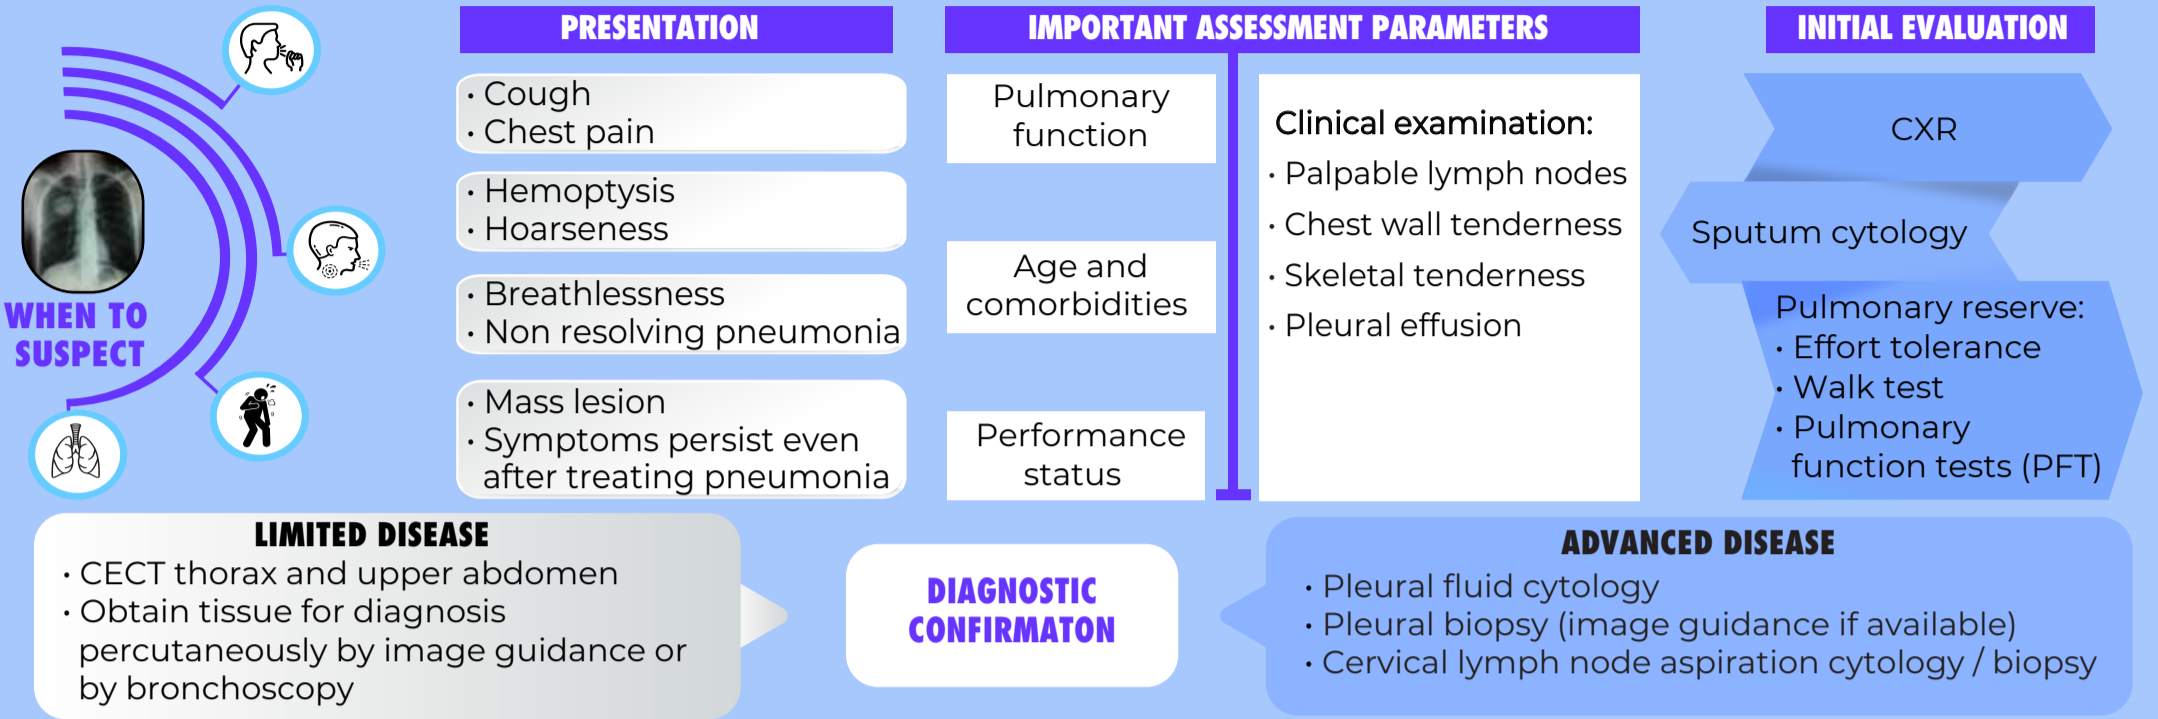 WHEN TO
SUSPECT
PRESENTATION
• Cough
• Chest pain
• Hemoptysis
• Hoarseness
• Breathlessness
• Non resolving pneumonia
• Mass lesion
• Symptoms persist even
after treating pneumonia
IMPORTANT ASSESSMENT PARAMETERS
Pulmonary
function
Age and
comorbidities
Performance
status
Clinical examination:
• Palpable lymph nodes
• Chest wall tenderness
• Skeletal tenderness
• Pleural effusion
INITIAL EVALUATION
CXR
Sputum cytology
Pulmonary reserve:
• Effort tolerance
• Walk test
• Pulmonary
function tests (PFT)
LIMITED DISEASE
• CECT thorax and upper abdomen
• Obtain tissue for diagnosis
percutaneously by image guidance or
by bronchoscopy
DIAGNOSTIC
CONFIRMATON
ADVANCED DISEASE
• Pleural fluid cytology
• Pleural biopsy (image guidance if available)
• Cervical lymph node aspiration cytology / biopsy